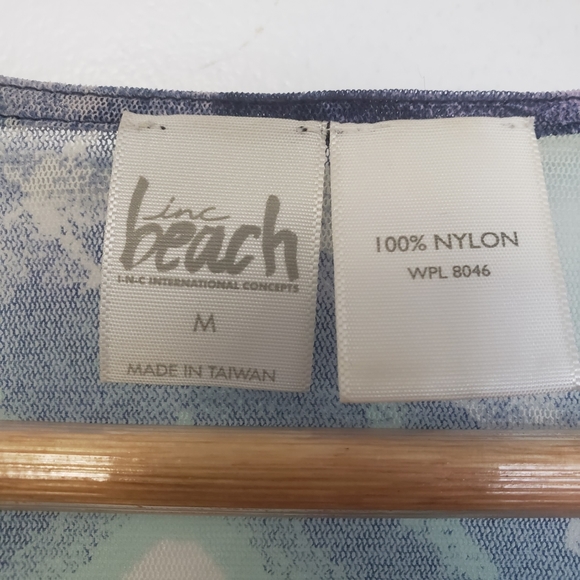 inc
beach
I-N-C INTERNATIONAL CONCEPTS
M
MADE IN TAIWAN
100% NYLON
WPL 8046